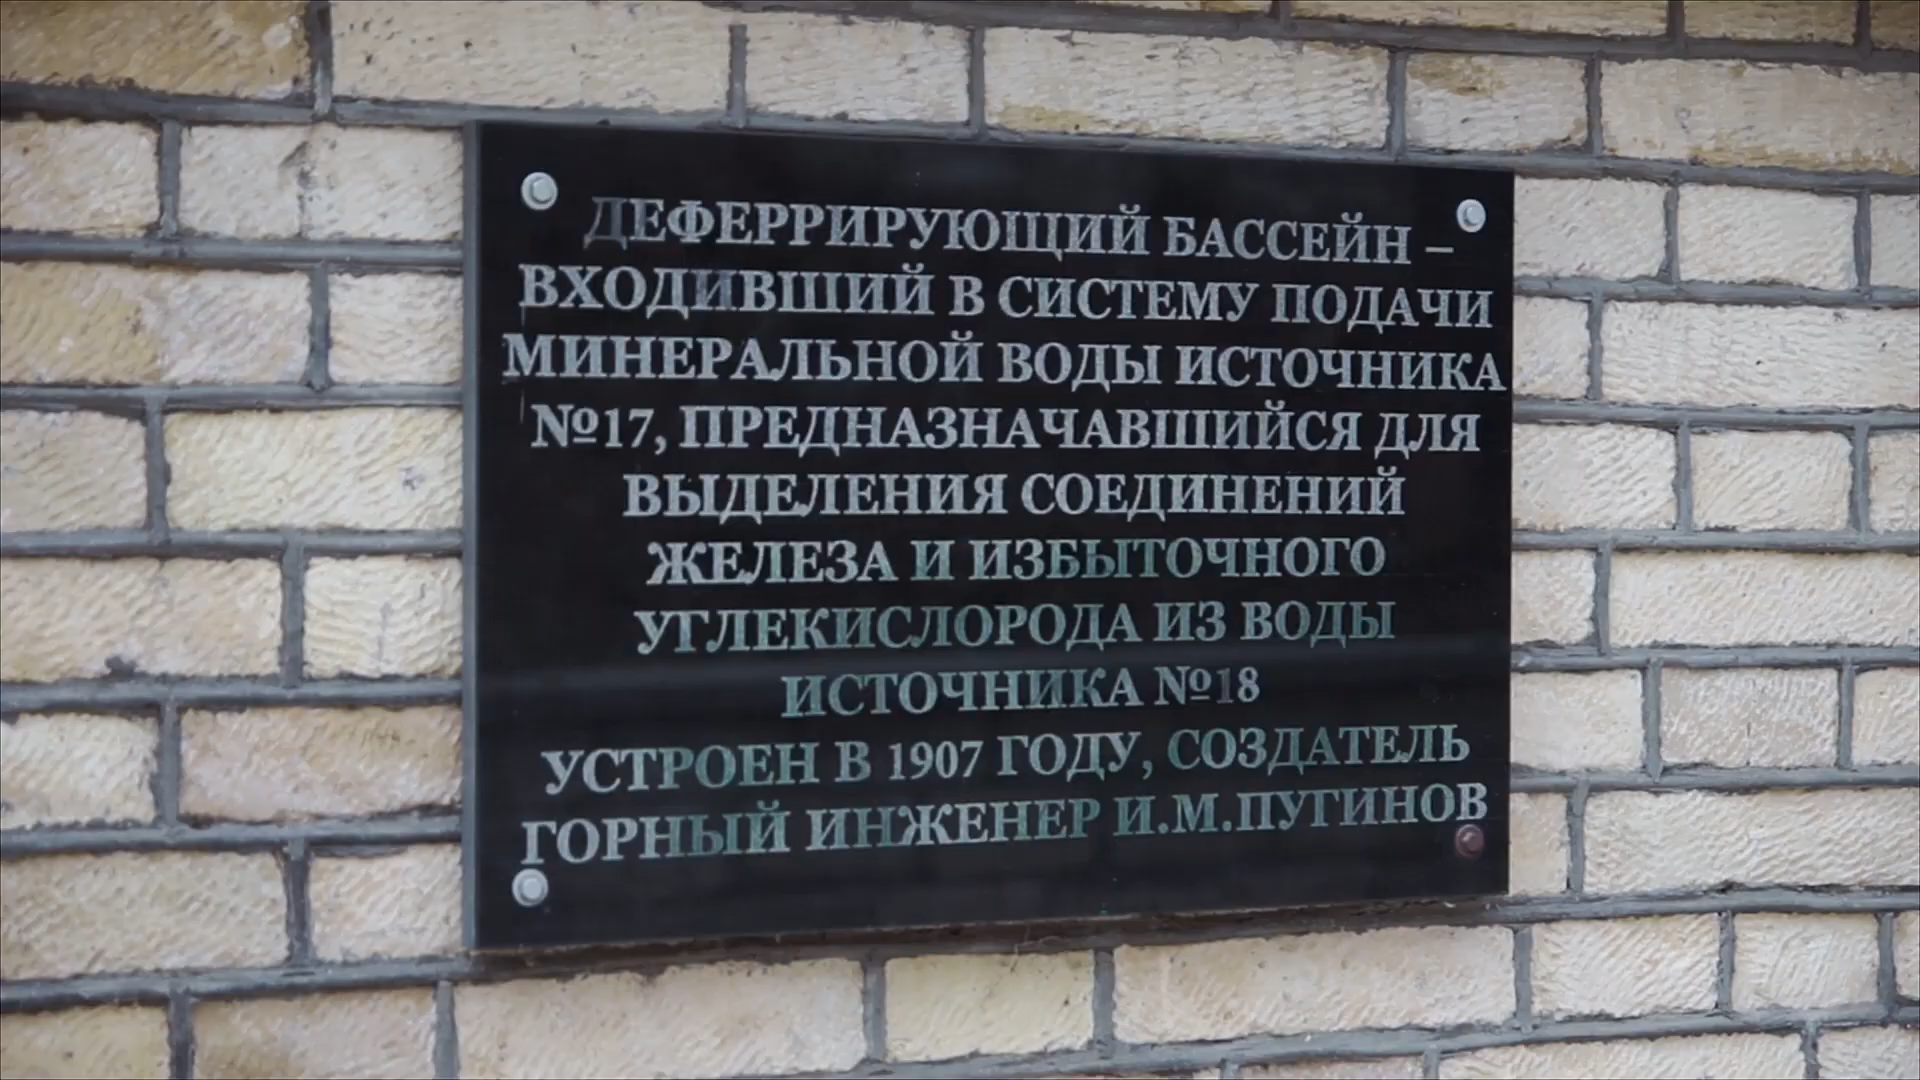 ДЕФЕРРИРУЮЩИЙ БАССЕЙН –
ВХОДИВШИЙ В СИСТЕМУ ПОДАЧИ
МИНЕРАЛЬНОЙ ВОДЫ ИСТОЧНИКА
№17, ПРЕДНАЗНАЧАВШИЙСЯ ДЛЯ
ВЫДЕЛЕНИЯ СОЕДИНЕНИЙ
ЖЕЛЕЗА И ИЗБЫТОЧНОГО
УГЛЕКИСЛОРОДА ИЗ ВОДЫ
ИСТОЧНИКА №18
УСТРОЕН В 1907 ГОДУ, СОЗДАТЕЛЬ
ГОРНЫЙ ИНЖЕНЕР И.М.ПУГИНОВ